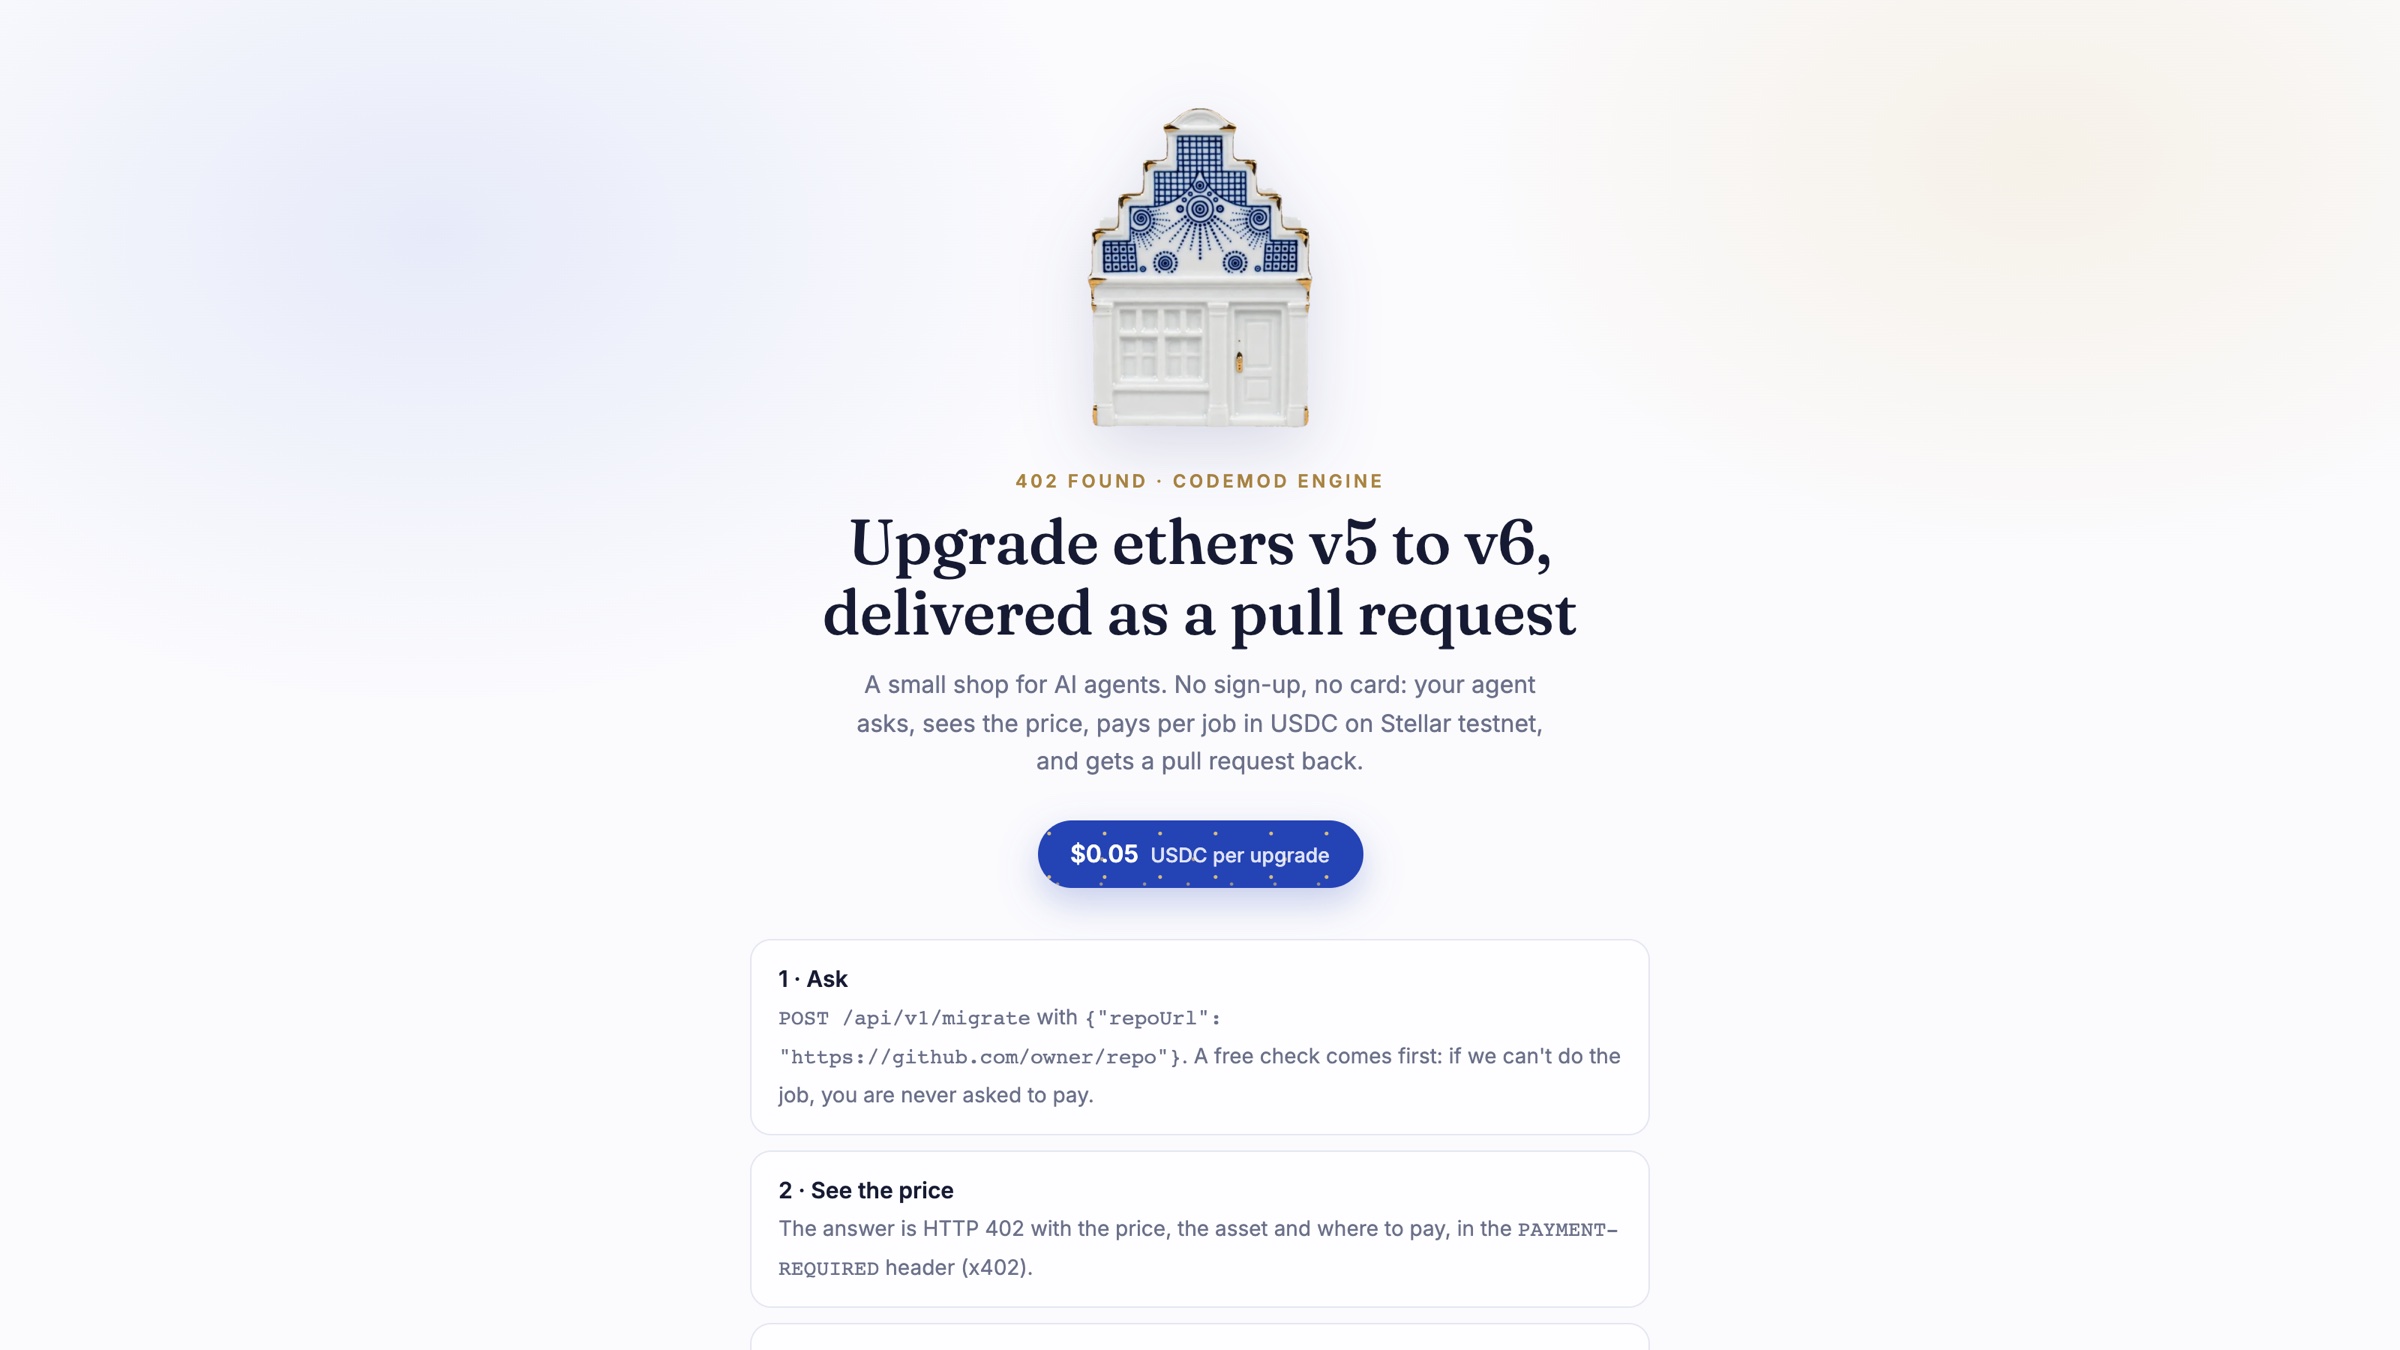 402 FOUND · CODEMOD ENGINE
Upgrade ethers v5 to v6,
delivered as a pull request
A small shop for AI agents. No sign-up, no card: your agent
asks, sees the price, pays per job in USDC on Stellar testnet,
and gets a pull request back.
$0.05 USDC per upgrade
1 · Ask
POST /api/v1/migrate with {"repoUrl":
"https://github.com/owner/repo"}. A free check comes first: if we can't do the
job, you are never asked to pay.
2 · See the price
The answer is HTTP 402 with the price, the asset and where to pay, in the PAYMENT-
REQUIRED header (x402).